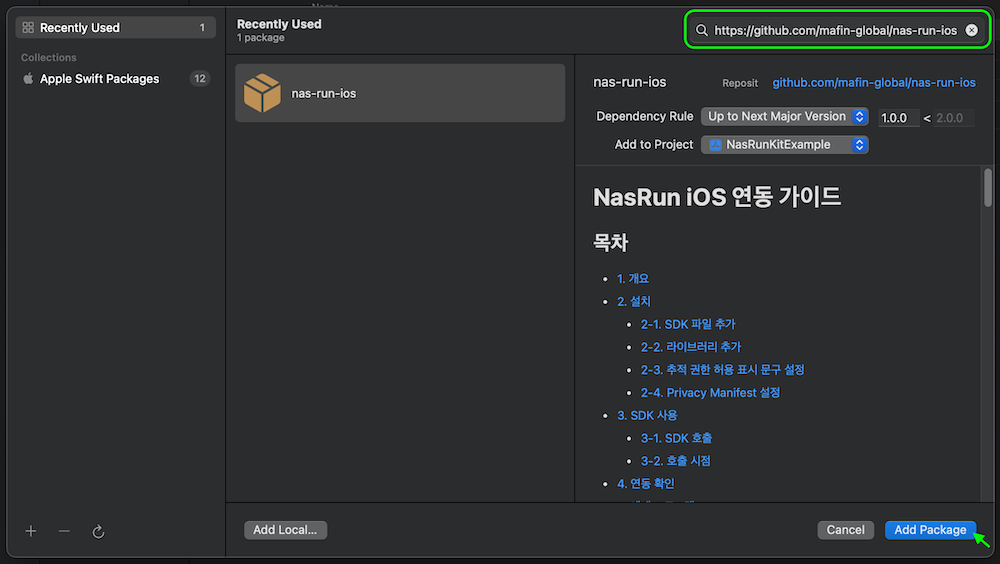 Recently Used 1
Collections
Apple Swift Packages 12
Recently Used
1 package
https://github.com/mafin-global/nas-run-ios
nas-run-ios
nas-run-ios Reposit github.com/mafin-global/nas-run-ios
Dependency Rule Up to Next Major Version 1.0.0 < 2.0.0
Add to Project NasRunKitExample
NasRun iOS 연동 가이드
목차
• 1. 개요
• 2. 설치
• 2-1. SDK 파일 추가
• 2-2. 라이브러리 추가
• 2-3. 추적 권한 허용 표시 문구 설정
• 2-4. Privacy Manifest 설정
• 3. SDK 사용
• 3-1. SDK 호출
• 3-2. 호출 시점
• 4. 연동 확인
Add Local...
Cancel
Add Package